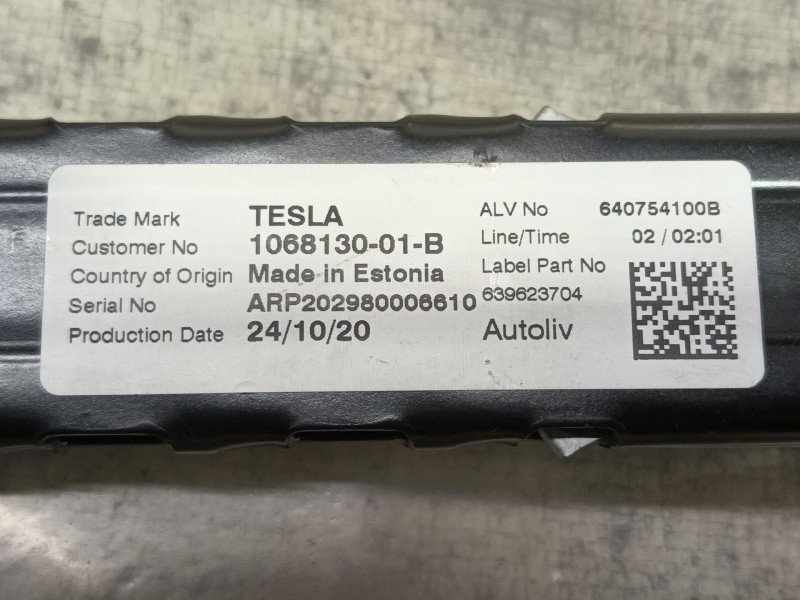 Trade Mark TESLA
Customer No 1068130-01-B
Country of Origin Made in Estonia
Serial No ARP202980006610
Production Date 24/10/20
ALV No 640754100B
Line/Time 02 / 02:01
Label Part No
639623704
Autoliv